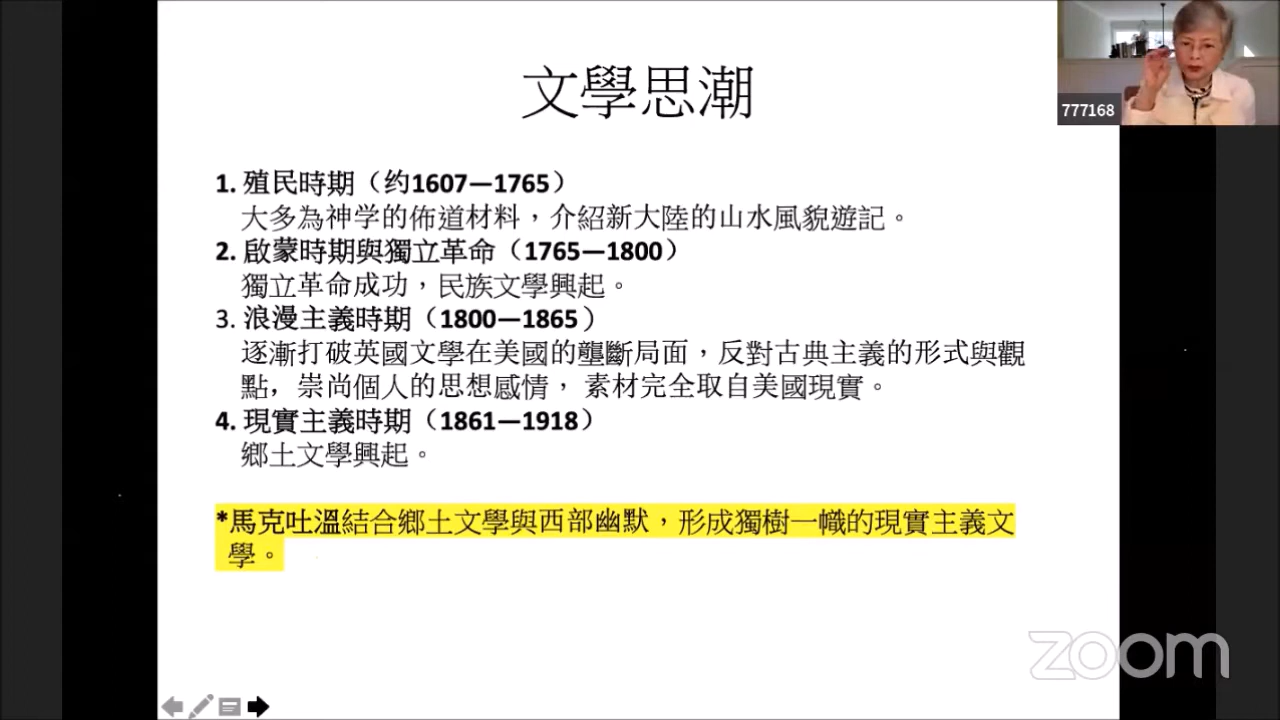 文學思潮
777168
1. 殖民時期（约1607—1765）
大多為神学的佈道材料，介紹新大陸的山水風貌遊記。
2. 啟蒙時期與獨立革命（1765—1800）
獨立革命成功，民族文學興起。
3. 浪漫主義時期（1800—1865）
逐漸打破英國文學在美國的壟斷局面，反對古典主義的形式與觀
點，崇尚個人的思想感情， 素材完全取自美國現實。
4. 現實主義時期（1861—1918）
鄉土文學興起。
*馬克吐溫結合鄉土文學與西部幽默，形成獨樹一幟的現實主義文
學。
zoom